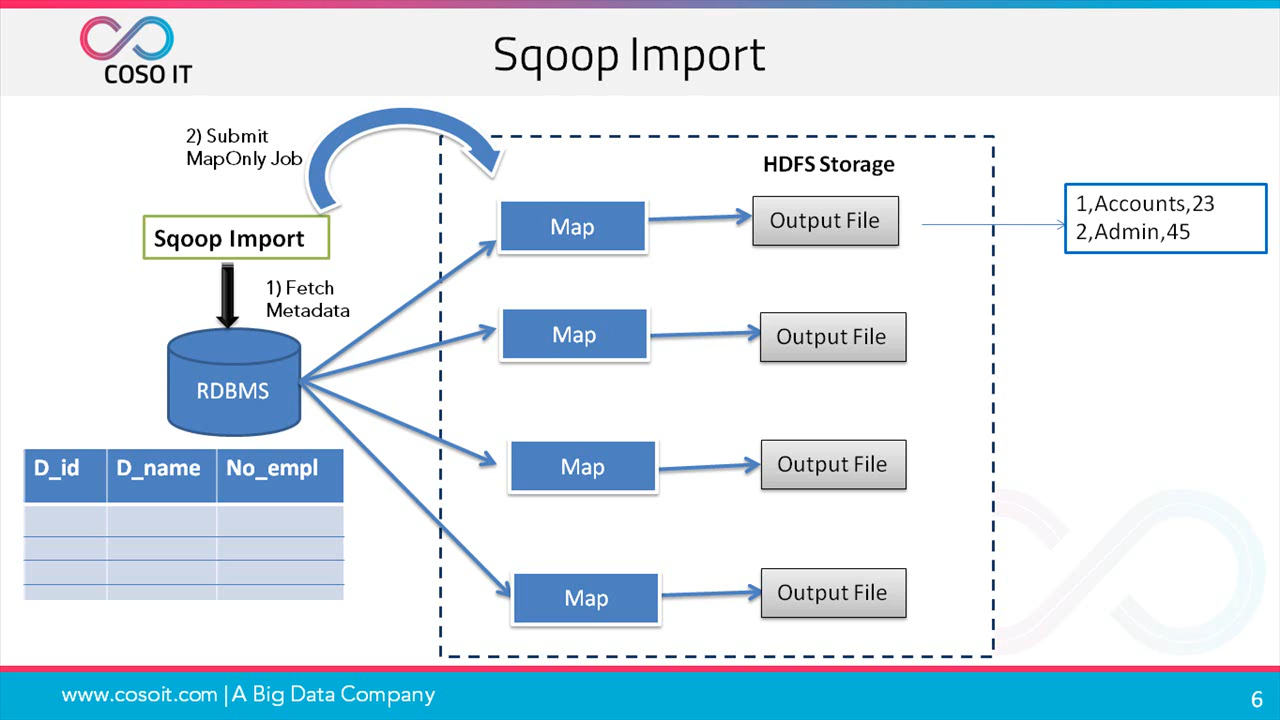 COSO IT
Sqoop Import
2) Submit
MapOnly Job
HDFS Storage
Sqoop Import
1) Fetch
Metadata
RDBMS
D_id D_name No_empl
Map
Output File
1,Accounts,23
2,Admin,45
Map
Output File
Map
Output File
Map
Output File
www.cosoit.com | A Big Data Company
6